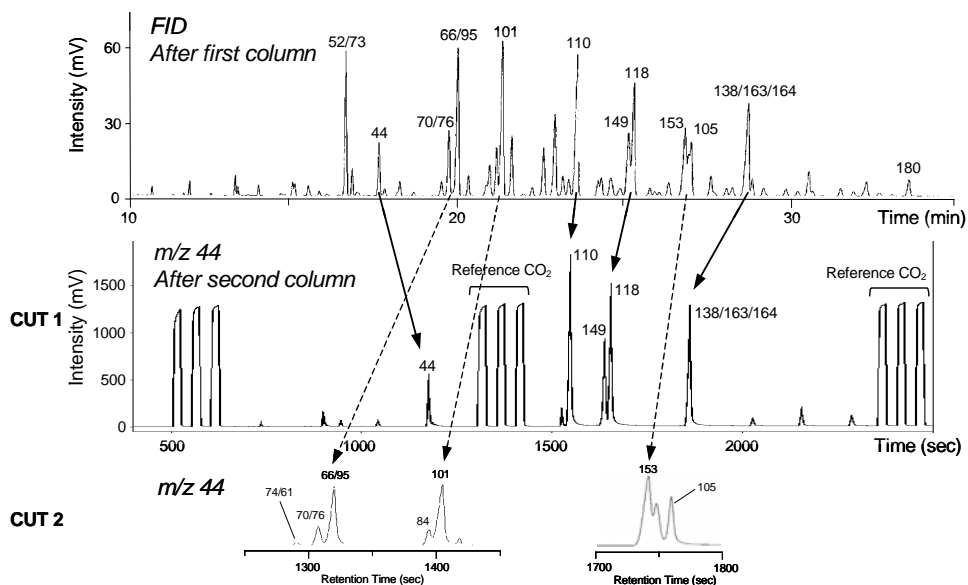 FID
After first column
Intensity (mV)
60
30
0
52/73
44
70/76
66/95
101
110
149
118
153
105
138/163/164
180
10
20
30
Time (min)
m/z 44
After second column
CUT 1
Intensity (mV)
1500
1000
500
0
Reference CO₂
Reference CO₂
44
110
149
118
138/163/164
500
1000
1500
2000
Time (sec)
CUT 2
m/z 44
74/61
70/76
66/95
84
101
153
105
1300
1400
Retention Time (sec)
1700
1800
Retention Time (sec)